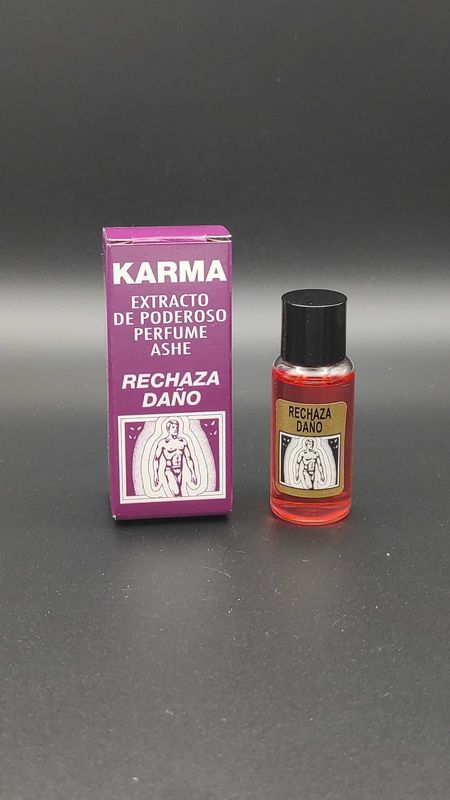 KARMA
EXTRACTO
DE PODEROSO
PERFUME
ASHE
RECHAZA
DAÑO
RECHAZA
DAÑO